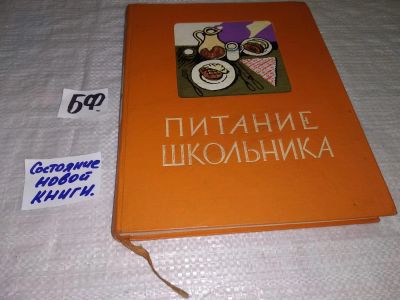 БФ
ПИТАНИЕ
ШКОЛЬНИКА
Состояние
новой
книги.